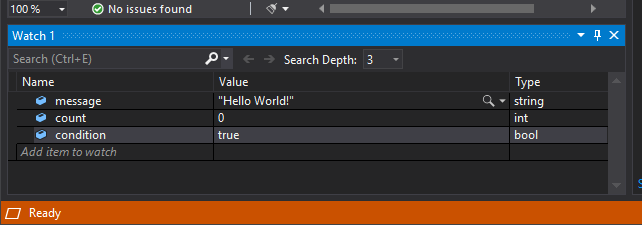 100 % No issues found
Watch 1
Search (Ctrl+E) Search Depth: 3
Name Value Type
message "Hello World!" string
count 0 int
condition true bool
Add item to watch
Ready